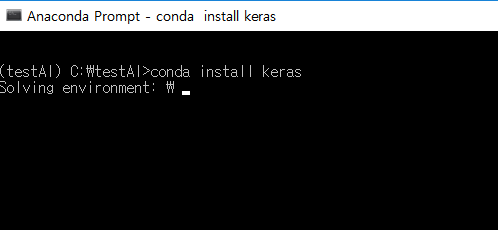 Anaconda Prompt - conda  install keras
(testAI) C:₩testAI>conda install keras
Solving environment: ₩